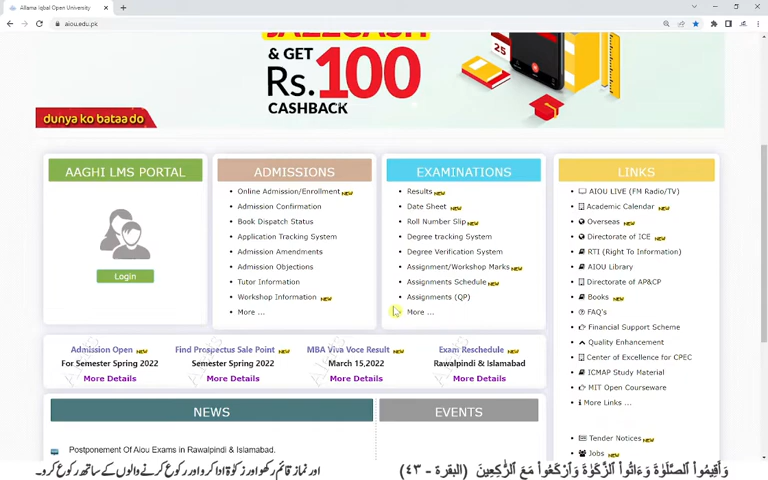 Allama Iqbal Open University
aiou.edu.pk
JAZZCASH
& GET
Rs.100
CASHBACK
25
dunya ko bataa do
AAGHI LMS PORTAL
Login
ADMISSIONS
Online Admission/Enrollment NEW
Admission Confirmation
Book Dispatch Status
Application Tracking System
Admission Amendments
Admission Objections
Tutor Information
Workshop Information NEW
More ...
EXAMINATIONS
Results NEW
Date Sheet NEW
Roll Number Slip NEW
Degree tracking System
Degree Verification System
Assignment/Workshop Marks NEW
Assignments Schedule NEW
Assignments (QP)
More ...
LINKS
AIOU LIVE (FM Radio/TV)
Academic Calendar NEW
Overseas NEW
Directorate of ICE NEW
RTI (Right To Information)
AIOU Library
Directorate of AP&CP
Books NEW
FAQ's
Financial Support Scheme
Quality Enhancement
Center of Excellence for CPEC
ICMAP Study Material
MIT Open Courseware
More Links ...
Tender Notices NEW
Jobs NEW
Admission Open NEW
For Semester Spring 2022
More Details
Find Prospectus Sale Point NEW
Semester Spring 2022
More Details
MBA Viva Voce Result NEW
March 15,2022
More Details
Exam Reschedule NEW
Rawalpindi & Islamabad
More Details
NEWS
EVENTS
Postponement Of Aiou Exams in Rawalpindi & Islamabad.
وَأَقِيمُواْ ٱلصَّلَوٰةَ وَءَاتُواْ ٱلزَّكَوٰةَ وَٱرْكَعُواْ مَعَ ٱلرَّٰكِعِينَ (البقرة - ٤٣)
اور نماز قائم رکھو اور زکوٰۃ ادا کرو اور رکوع کرنے والوں کے ساتھ رکوع کرو۔